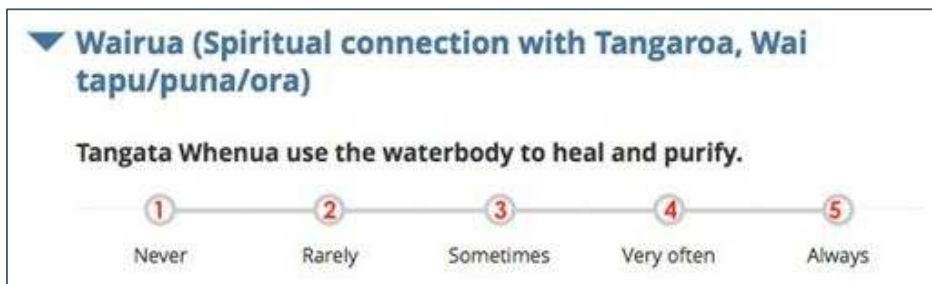 Wairua (Spiritual connection with Tangaroa, Wai
tapu/puna/ora)
Tangata Whenua use the waterbody to heal and purify.
1 2 3 4 5
Never Rarely Sometimes Very often Always